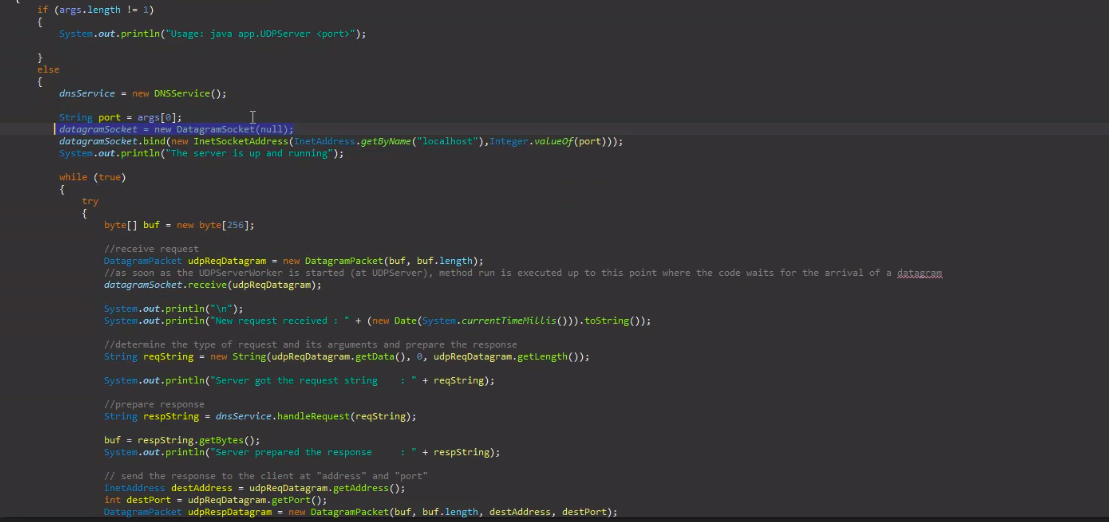 {
if (args.length != 1)
{
System.out.println("Usage: java app.UDPServer <port>");
}
else
{
dnsService = new DNSService();
String port = args[0];
datagramSocket = new DatagramSocket(null);
datagramSocket.bind(new InetSocketAddress(InetAddress.getByName("localhost"),Integer.valueOf(port)));
System.out.println("The server is up and running");
while (true)
{
try
{
byte[] buf = new byte[256];
//receive request
DatagramPacket udpReqDatagram = new DatagramPacket(buf, buf.length);
//as soon as the UDPServerWorker is started (at UDPServer), method run is executed up to this point where the code waits for the arrival of a datagram
datagramSocket.receive(udpReqDatagram);
System.out.println("\n");
System.out.println("New request received : " + (new Date(System.currentTimeMillis())).toString());
//determine the type of request and its arguments and prepare the response
String reqString = new String(udpReqDatagram.getData(), 0, udpReqDatagram.getLength());
System.out.println("Server got the request string    : " + reqString);
//prepare response
String respString = dnsService.handleRequest(reqString);
buf = respString.getBytes();
System.out.println("Server prepared the response     : " + respString);
// send the response to the client at "address" and "port"
InetAddress destAddress = udpReqDatagram.getAddress();
int destPort = udpReqDatagram.getPort();
DatagramPacket udpRespDatagram = new DatagramPacket(buf, buf.length, destAddress, destPort);